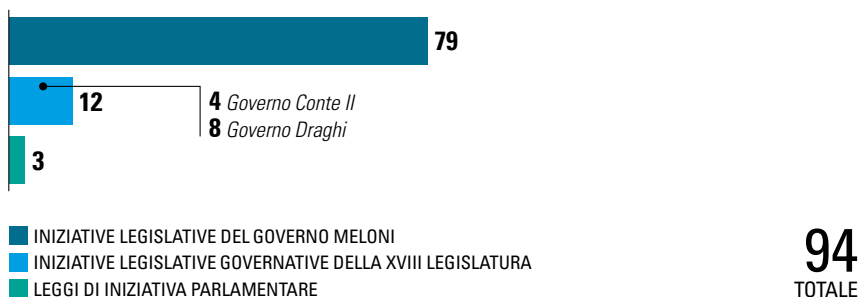 79
12
4 Governo Conte II
8 Governo Draghi
3
INIZIATIVE LEGISLATIVE DEL GOVERNO MELONI
INIZIATIVE LEGISLATIVE GOVERNATIVE DELLA XVIII LEGISLATURA
LEGGI DI INIZIATIVA PARLAMENTARE
94
TOTALE